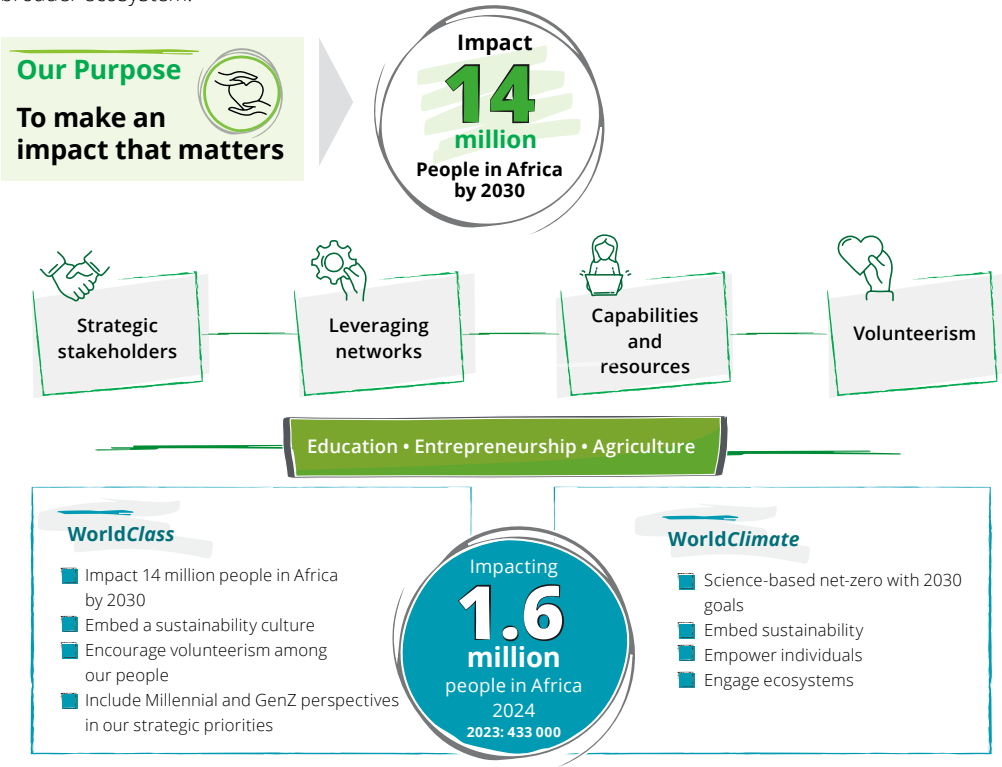 Our Purpose
To make an
impact that matters
Impact
14
million
People in Africa
by 2030
Strategic
stakeholders
Leveraging
networks
Capabilities
and
resources
Volunteerism
Education • Entrepreneurship • Agriculture
WorldClass
Impact 14 million people in Africa
by 2030
Embed a sustainability culture
Encourage volunteerism among
our people
Include Millennial and GenZ perspectives
in our strategic priorities
Impacting
1.6
million
people in Africa
2024
2023: 433 000
WorldClimate
Science-based net-zero with 2030
goals
Embed sustainability
Empower individuals
Engage ecosystems